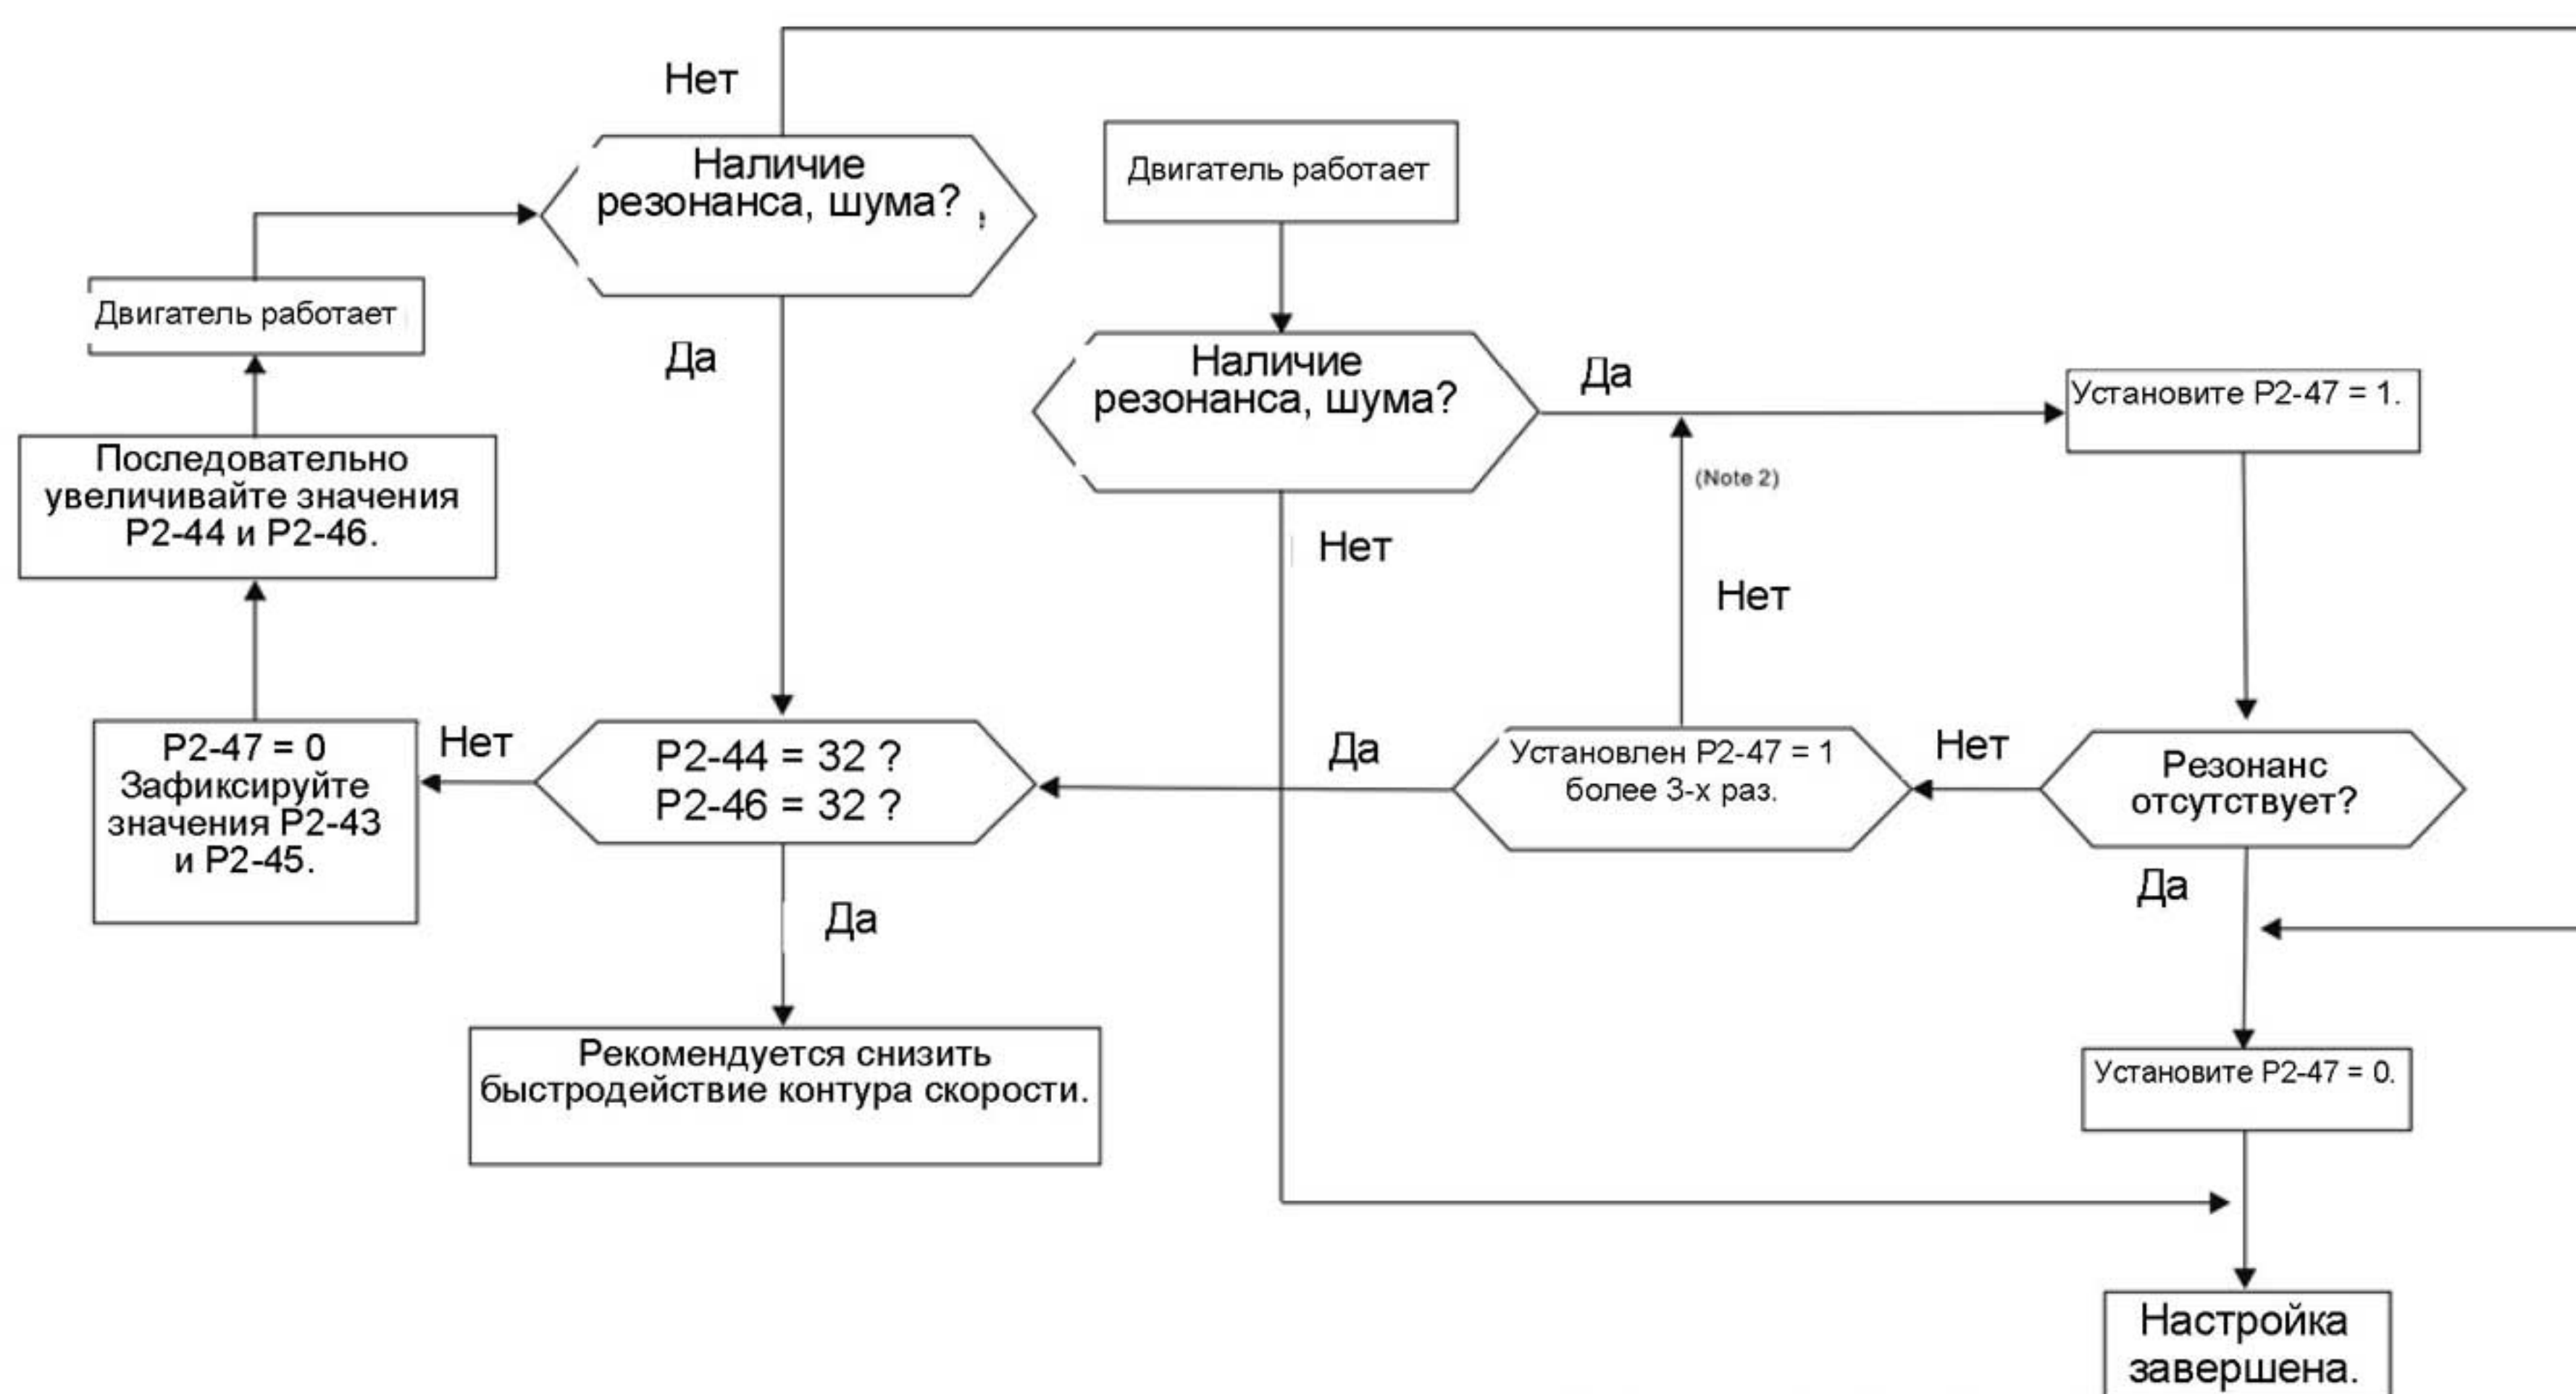 Нет
Наличие
резонанса, шума?
Двигатель работает
Двигатель работает
Наличие
резонанса, шума?
Да
Установите P2-47 = 1.
Да
Последовательно
увеличивайте значения
P2-44 и P2-46.
(Note 2)
Нет
Нет
P2-47 = 0
Зафиксируйте
значения P2-43
и P2-45.
Нет
P2-44 = 32 ?
P2-46 = 32 ?
Да
Установлен P2-47 = 1
более 3-х раз.
Нет
Резонанс
отсутствует?
Да
Да
Рекомендуется снизить
быстродействие контура скорости.
Установите P2-47 = 0.
Настройка
завершена.